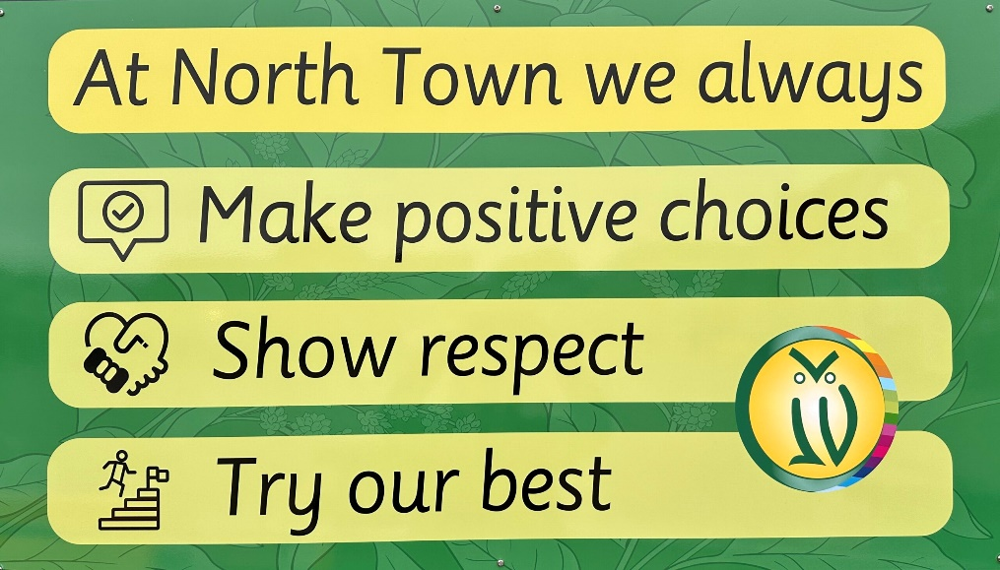 At North Town we always
Make positive choices
Show respect
Try our best